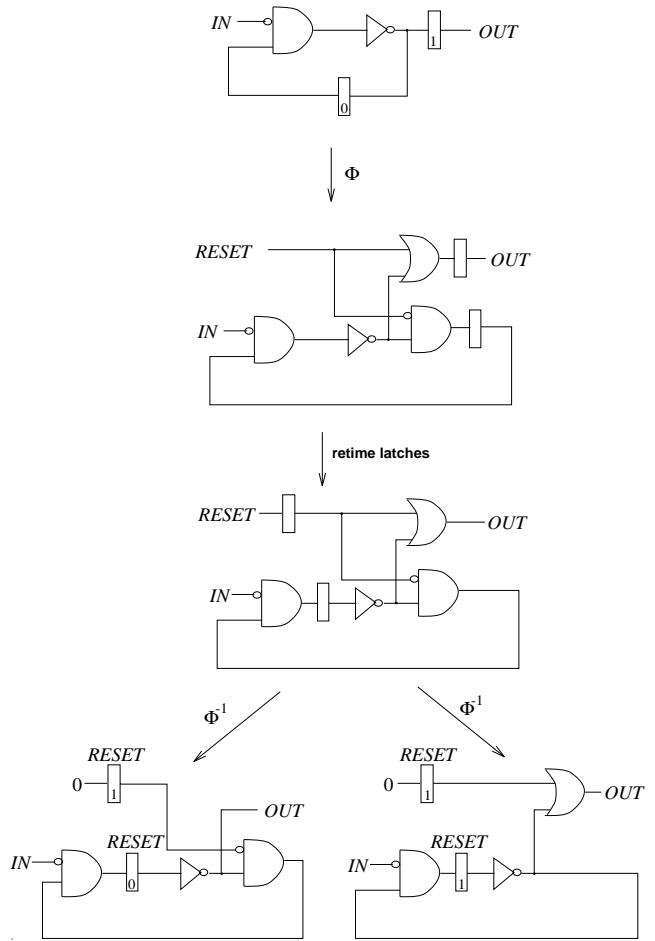 IN OUT
1
0
Φ
RESET
OUT
IN
retime latches
RESET
OUT
IN
Φ-1 Φ-1
RESET RESET
0 1 0 1
OUT OUT
RESET RESET
IN 0 IN 1